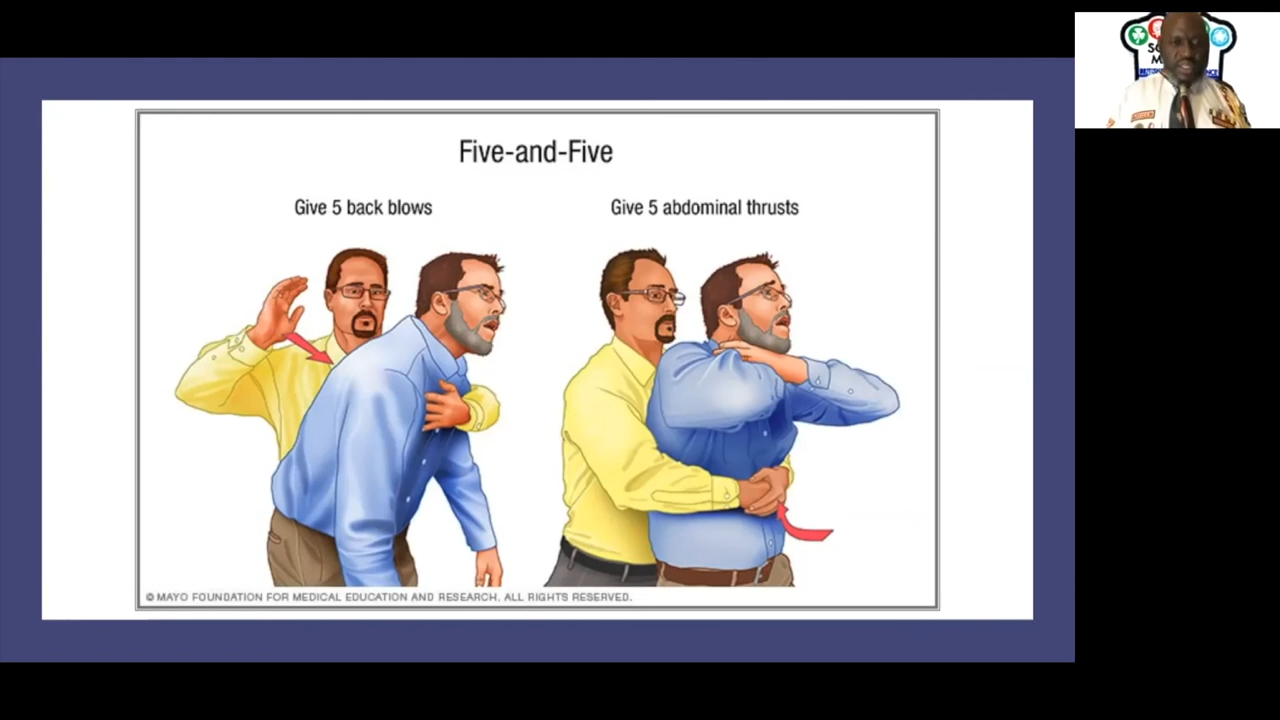 Five-and-Five
Give 5 back blows
Give 5 abdominal thrusts
© MAYO FOUNDATION FOR MEDICAL EDUCATION AND RESEARCH. ALL RIGHTS RESERVED.